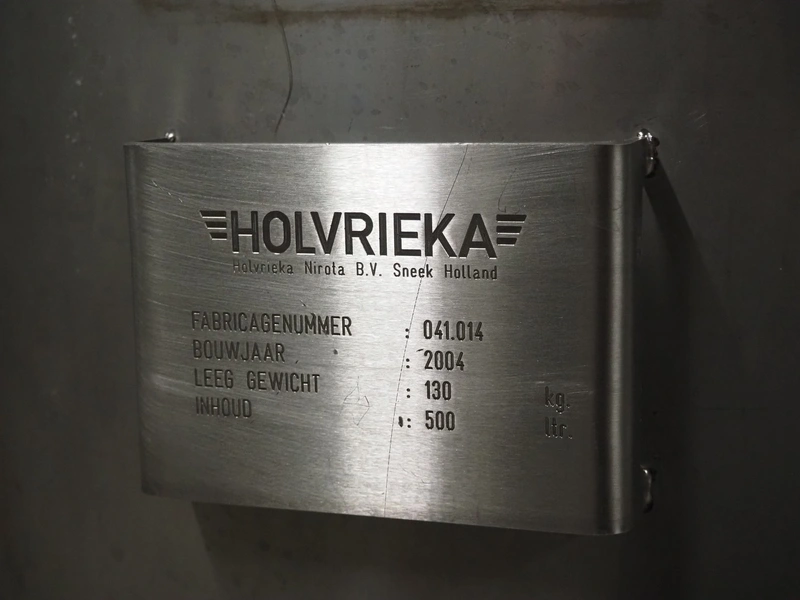 HOLVRIEKA
Holvrieka Nirota B.V. Sneek Holland
FABRICAGENUMMER : 041.014
BOUWJAAR : 2004
LEEG GEWICHT : 130 kg.
INHOUD : 500 ltr.